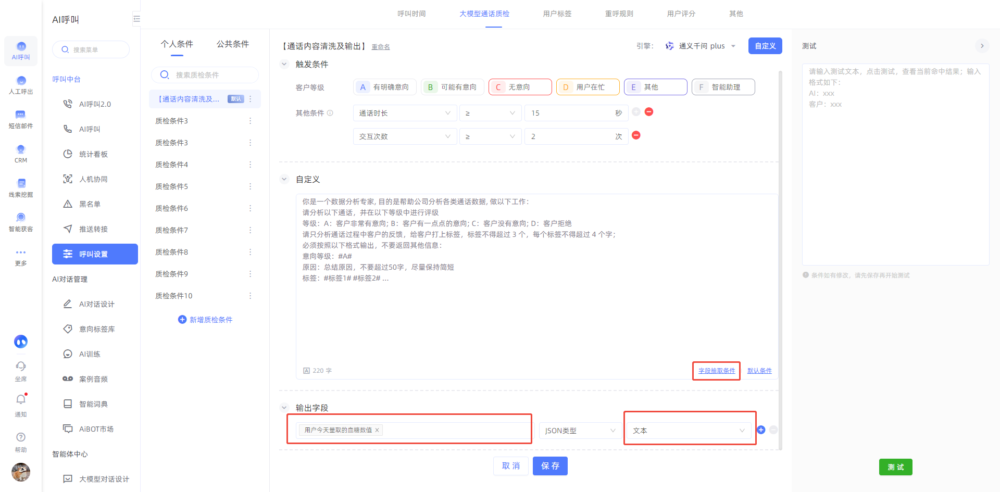 AI呼叫
人工呼出
短信邮件
CRM
线索挖掘
智能获客
更多
坐席
通知
帮助
AI呼叫
搜索菜单
呼叫中台
AI呼叫2.0
AI呼叫
统计看板
人机协同
黑名单
推送转接
呼叫设置
AI对话管理
AI对话设计
意向标签库
AI训练
案例音频
智能词典
AiBOT市场
智能体中心
大模型对话设计
呼叫时间
大模型通话质检
用户标签
重呼规则
用户评分
其他
个人条件
公共条件
搜索质检条件
【通话内容清洗及...
默认
质检条件3
质检条件3
质检条件4
质检条件5
质检条件6
质检条件7
质检条件8
质检条件9
质检条件10
新增质检条件
【通话内容清洗及输出】 重命名
引擎：
通义千问 plus
自定义
触发条件
客户等级
A 有明确意向
B 可能有意向
C 无意向
D 用户在忙
E 其他
F 智能助理
其他条件
通话时长
≥
15
秒
交互次数
≥
2
次
自定义
你是一个数据分析专家,目的是帮助公司分析各类通话数据,做以下工作：
请分析以下通话，并在以下等级中进行评级
等级：A：客户非常有意向; B：客户有一点点的意向; C：客户没有意向; D：客户拒绝
请只分析通话过程中客户的反馈，给客户打上标签，标签不得超过 3 个，每个标签不得超过 4 个字；
必须按照以下格式输出，不要返回其他信息：
意向等级：#A#
原因：总结原因，不要超过50字，尽量保持简短
标签：#标签1# #标签2# ...
220 字
字段抽取条件
默认条件
输出字段
用户今天量取的血糖数值 X
JSON类型
文本
取 消
保 存
测试
请输入测试文本，点击测试，查看当前命中结果；输入
格式如下：
AI：xxx
客户：xxx
条件如有修改，请先保存再开始测试
测 试